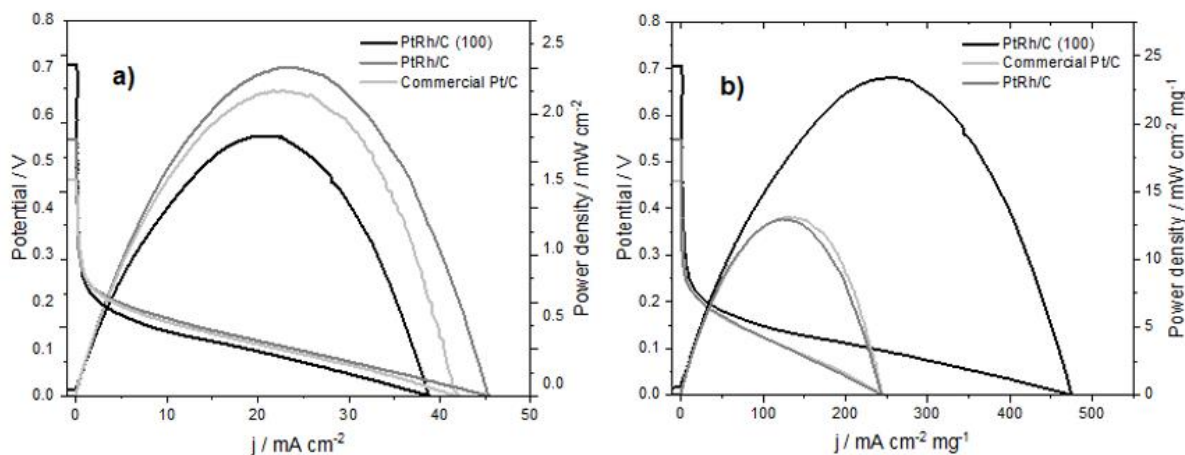 a)
PtRh/C (100)
PtRh/C
Commercial Pt/C
Potential / V
0.8
0.7
0.6
0.5
0.4
0.3
0.2
0.1
0.0
Power density / mW cm⁻²
2.5
2.0
1.5
1.0
0.5
0.0
0 10 20 30 40 50
j / mA cm⁻²
b)
PtRh/C (100)
Commercial Pt/C
PtRh/C
Potential / V
0.8
0.7
0.6
0.5
0.4
0.3
0.2
0.1
0.0
Power density / mW cm⁻² mg⁻¹
25
20
15
10
5
0
0 100 200 300 400 500
j / mA cm⁻² mg⁻¹